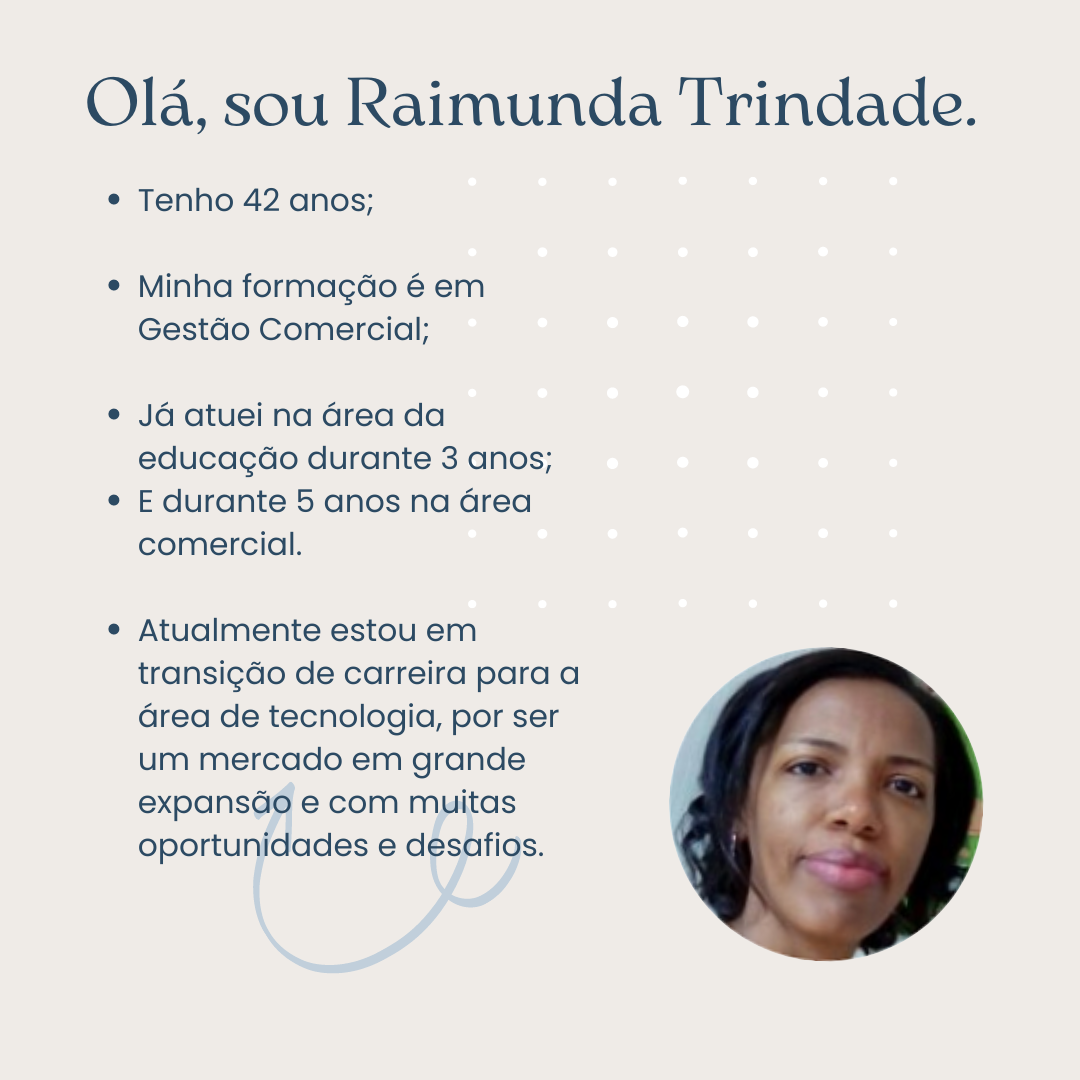 Olá, sou Raimunda Trindade.
• Tenho 42 anos;
• Minha formação é em
Gestão Comercial;
• Já atuei na área da
educação durante 3 anos;
• E durante 5 anos na área
comercial.
• Atualmente estou em
transição de carreira para a
área de tecnologia, por ser
um mercado em grande
expansão e com muitas
oportunidades e desafios.